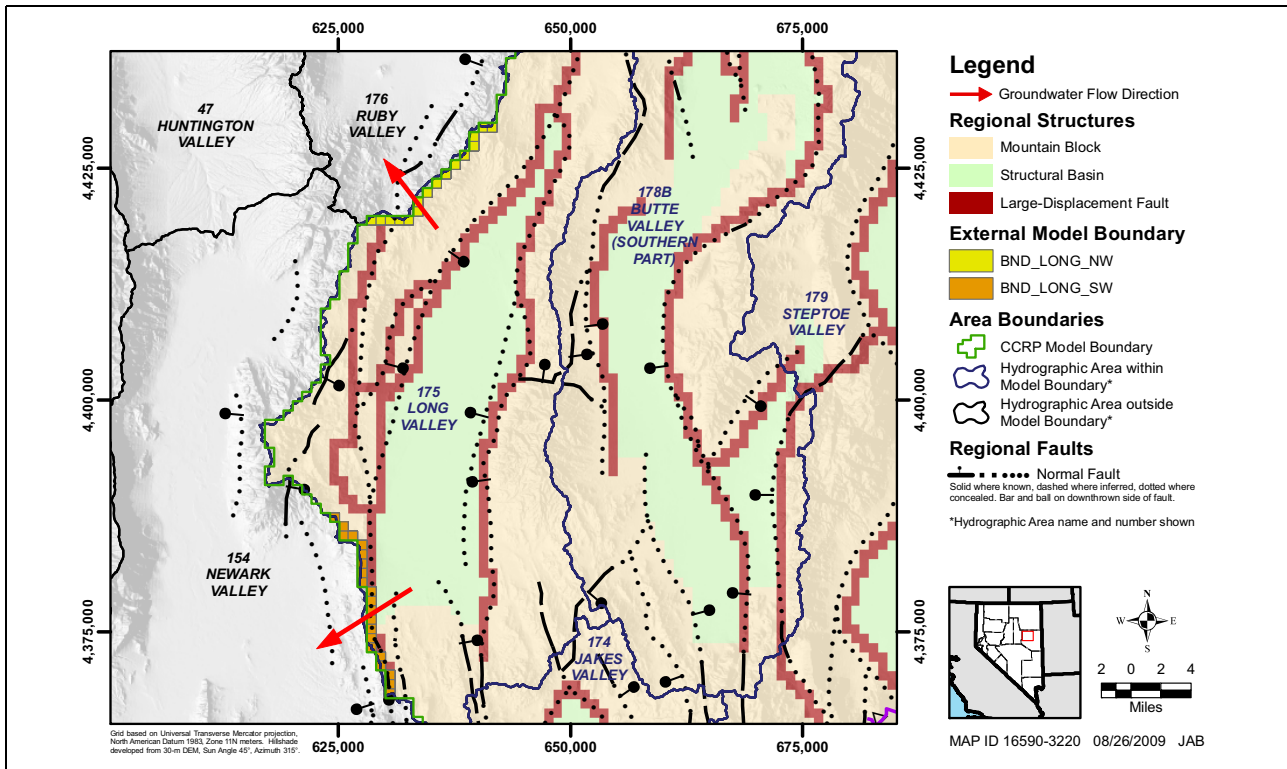 625,000
650,000
675,000
4,425,000
4,400,000
4,375,000
47
HUNTINGTON
VALLEY
176
RUBY
VALLEY
178B
BUTTE
VALLEY
(SOUTHERN
PART)
179
STEPTOE
VALLEY
175
LONG
VALLEY
154
NEWARK
VALLEY
174
JAKES
VALLEY
4,425,000
4,400,000
4,375,000
625,000
650,000
675,000
Grid based on Universal Transverse Mercator projection,
North American Datum 1983, Zone 11N meters. Hillshade
developed from 30-m DEM, Sun Angle 45°, Azimuth 315°.
Legend
Groundwater Flow Direction
Regional Structures
Mountain Block
Structural Basin
Large-Displacement Fault
External Model Boundary
BND_LONG_NW
BND_LONG_SW
Area Boundaries
CCRP Model Boundary
Hydrographic Area within
Model Boundary*
Hydrographic Area outside
Model Boundary*
Regional Faults
Normal Fault
Solid where known, dashed where inferred, dotted where
concealed. Bar and ball on downthrown side of fault.
*Hydrographic Area name and number shown
N
W E
S
2 0 2 4
Miles
MAP ID 16590-3220 08/26/2009 JAB